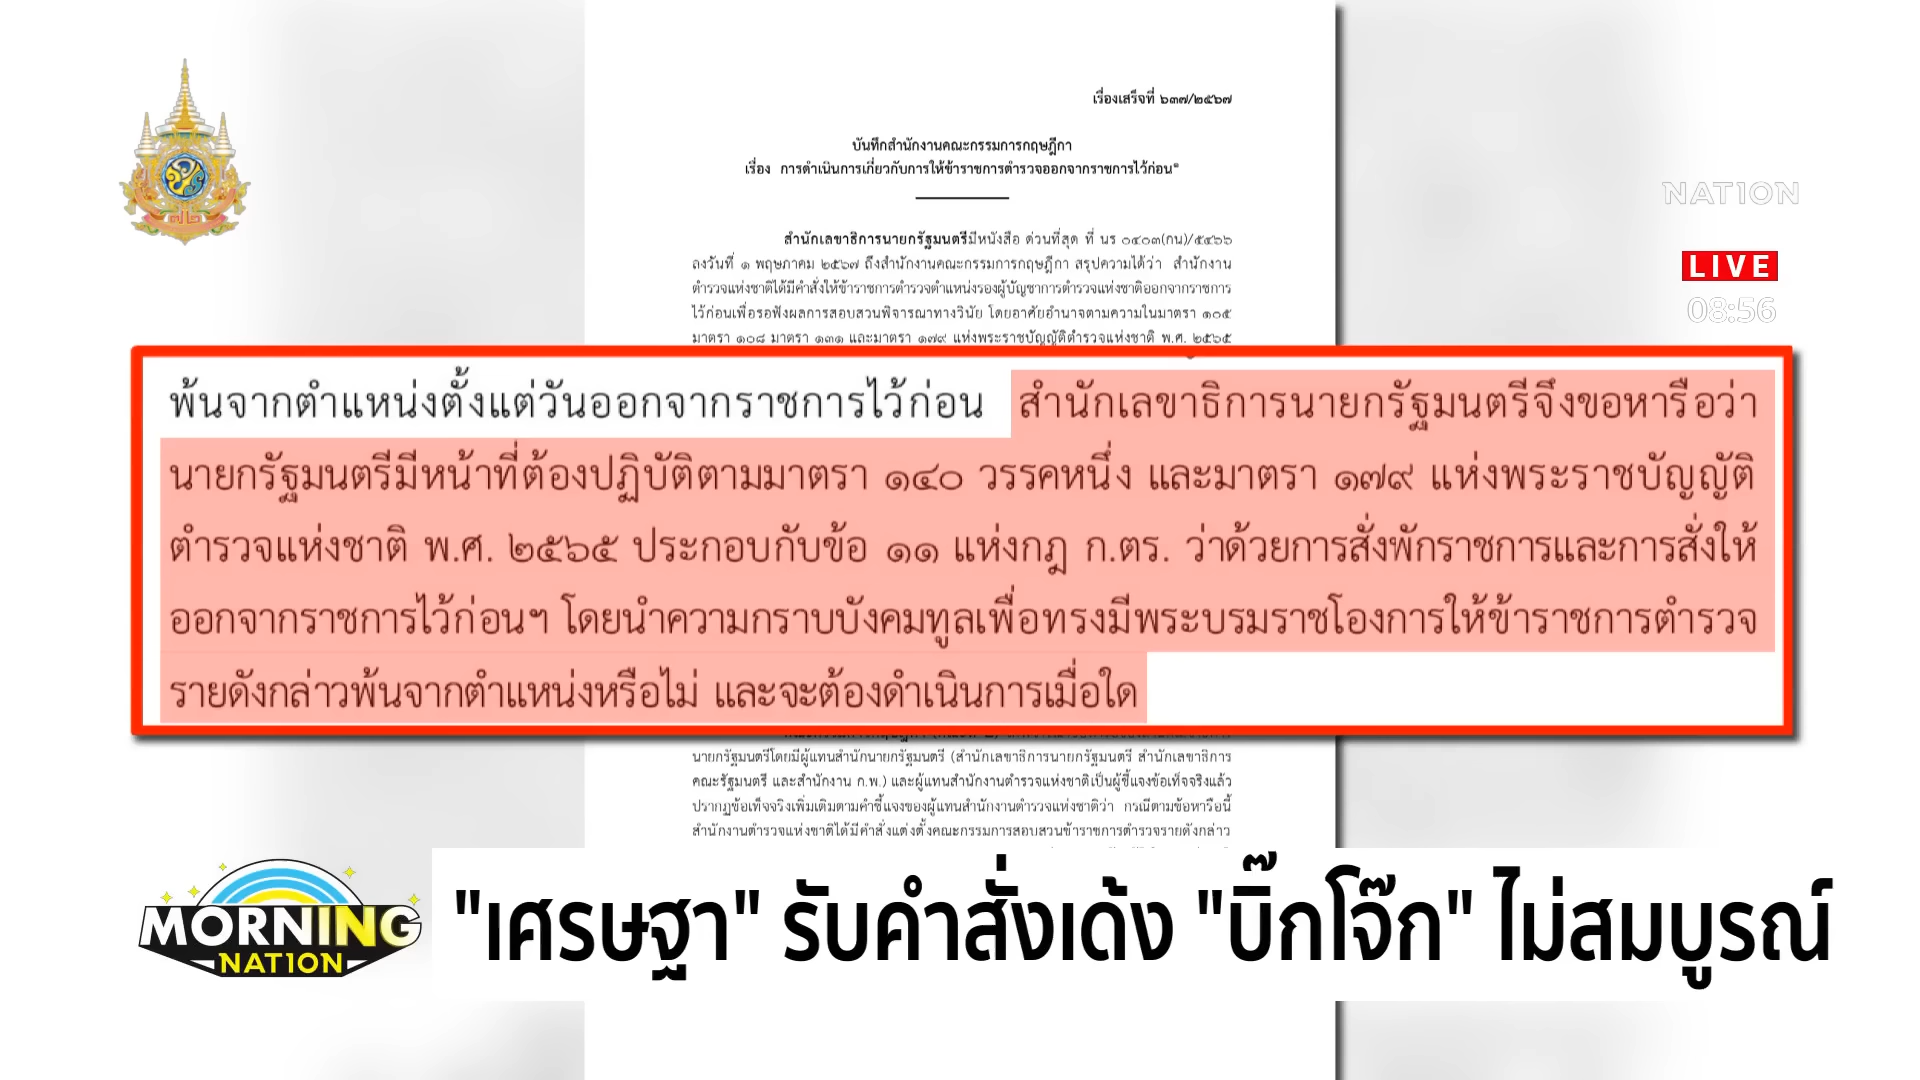 เรื่องเสร็จที่ ๖๓๗/๒๕๖๗
บันทึกสำนักงานคณะกรรมการกฤษฎีกา
เรื่อง การดำเนินการเกี่ยวกับการให้ข้าราชการตำรวจออกจากราชการไว้ก่อน
สำนักเลขาธิการนายกรัฐมนตรีมีหนังสือ ด่วนที่สุด ที่ นร ๐๔๐๓(กน)/๕๔๖๖
ลงวันที่ ๑ พฤษภาคม ๒๕๖๗ ถึงสำนักงานคณะกรรมการกฤษฎีกา สรุปความได้ว่า สำนักงาน
ตำรวจแห่งชาติได้มีคำสั่งให้ข้าราชการตำรวจตำแหน่งรองผู้บัญชาการตำรวจแห่งชาติออกจากราชการ
ไว้ก่อนเพื่อรอฟังผลการสอบสวนพิจารณาทางวินัย โดยอาศัยอำนาจตามความในมาตรา ๑๐๕
มาตรา ๑๐๘ มาตรา ๑๓๑ และมาตรา ๑๗๙ แห่งพระราชบัญญัติตำรวจแห่งชาติ พ.ศ. ๒๕๖๕
NATION
LIVE
08:56
๗๒
พ้นจากตำแหน่งตั้งแต่วันออกจากราชการไว้ก่อน สำนักเลขาธิการนายกรัฐมนตรีจึงขอหารือว่า
นายกรัฐมนตรีมีหน้าที่ต้องปฏิบัติตามมาตรา ๑๔๐ วรรคหนึ่ง และมาตรา ๑๗๙ แห่งพระราชบัญญัติ
ตำรวจแห่งชาติ พ.ศ. ๒๕๖๕ ประกอบกับข้อ ๑๑ แห่งกฎ ก.ตร. ว่าด้วยการสั่งพักราชการและการสั่งให้
ออกจากราชการไว้ก่อนฯ โดยนำความกราบบังคมทูลเพื่อทรงมีพระบรมราชโองการให้ข้าราชการตำรวจ
รายดังกล่าวพ้นจากตำแหน่งหรือไม่ และจะต้องดำเนินการเมื่อใด
นายกรัฐมนตรีโดยมีผู้แทนสำนักนายกรัฐมนตรี (สำนักเลขาธิการนายกรัฐมนตรี สำนักเลขาธิการ
คณะรัฐมนตรี และสำนักงาน ก.พ.) และผู้แทนสำนักงานตำรวจแห่งชาติเป็นผู้ชี้แจงข้อเท็จจริงแล้ว
ปรากฏข้อเท็จจริงเพิ่มเติมตามคำชี้แจงของผู้แทนสำนักงานตำรวจแห่งชาติว่า กรณีตามข้อหารือนี้
สำนักงานตำรวจแห่งชาติได้มีคำสั่งแต่งตั้งคณะกรรมการสอบสวนข้าราชการตำรวจรายดังกล่าว
MORNING
NATION
"เศรษฐา" รับคำสั่งเด้ง "บิ๊กโจ๊ก" ไม่สมบูรณ์